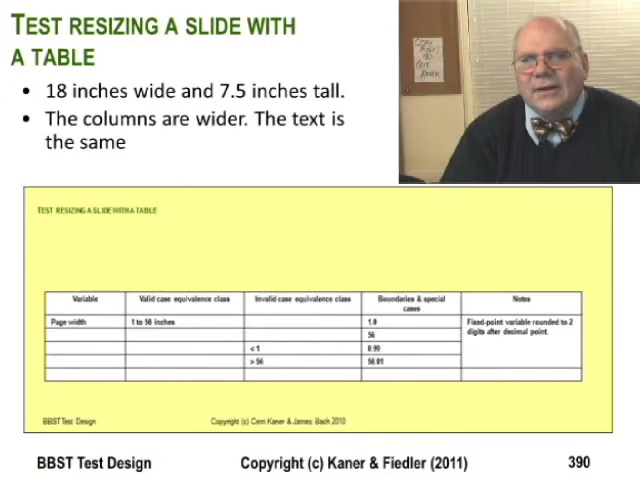 TEST RESIZING A SLIDE WITH
A TABLE
• 18 inches wide and 7.5 inches tall.
• The columns are wider. The text is
the same
TEST RESIZING A SLIDE WITH A TABLE
Variable Valid case equivalence class Invalid case equivalence class Boundaries & special
cases Notes
Page width 1 to 56 inches 1.0 Fixed-point variable rounded to 2
digits after decimal point
56
< 1 0.99
> 56 56.01
BBST Test Design Copyright (c) Cem Kaner & James Bach 2010
BBST Test Design Copyright (c) Kaner & Fiedler (2011) 390